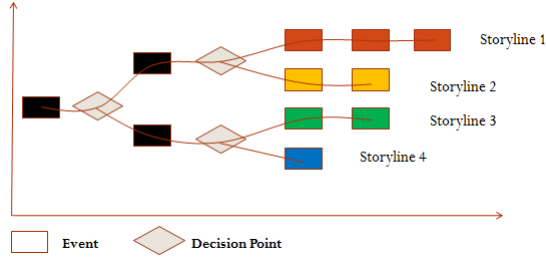 Storyline 1
Storyline 2
Storyline 3
Storyline 4
Event
Decision Point